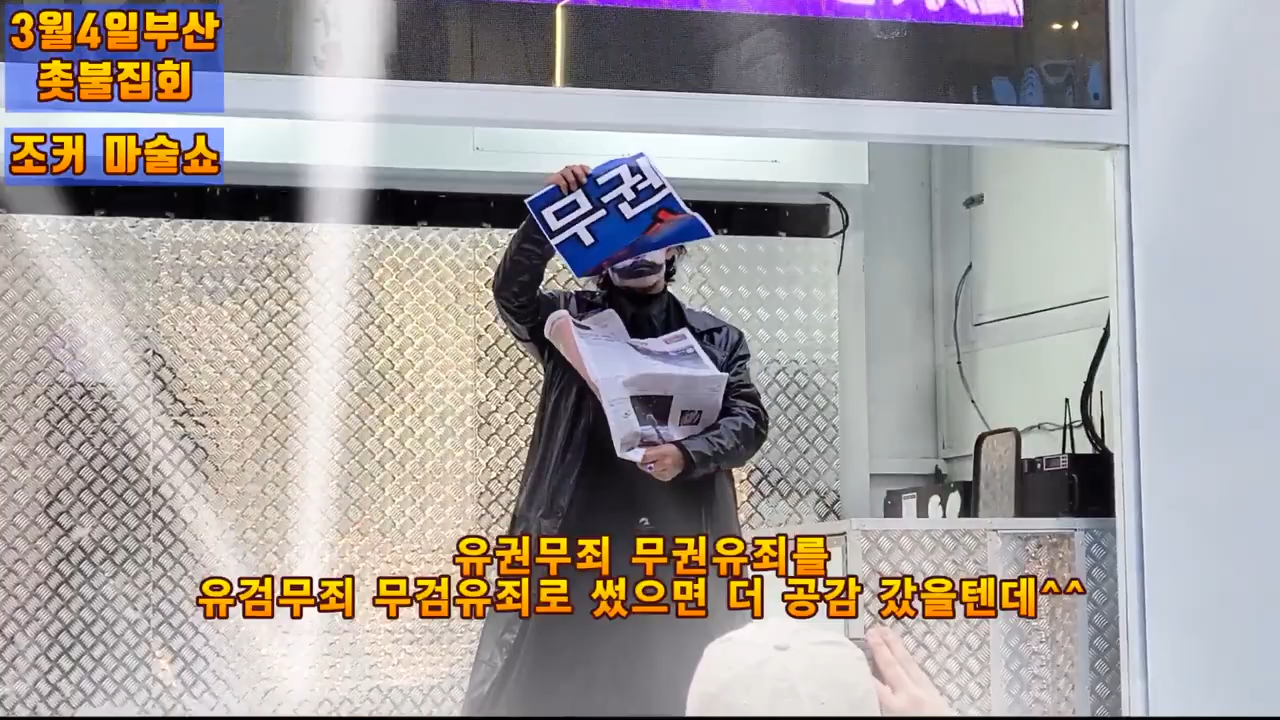 3월4일부산
촛불집회
조커 마술쇼
무권
유권무죄 무권유죄를
유검무죄 무검유죄로 썼으면 더 공감 갔을텐데^^